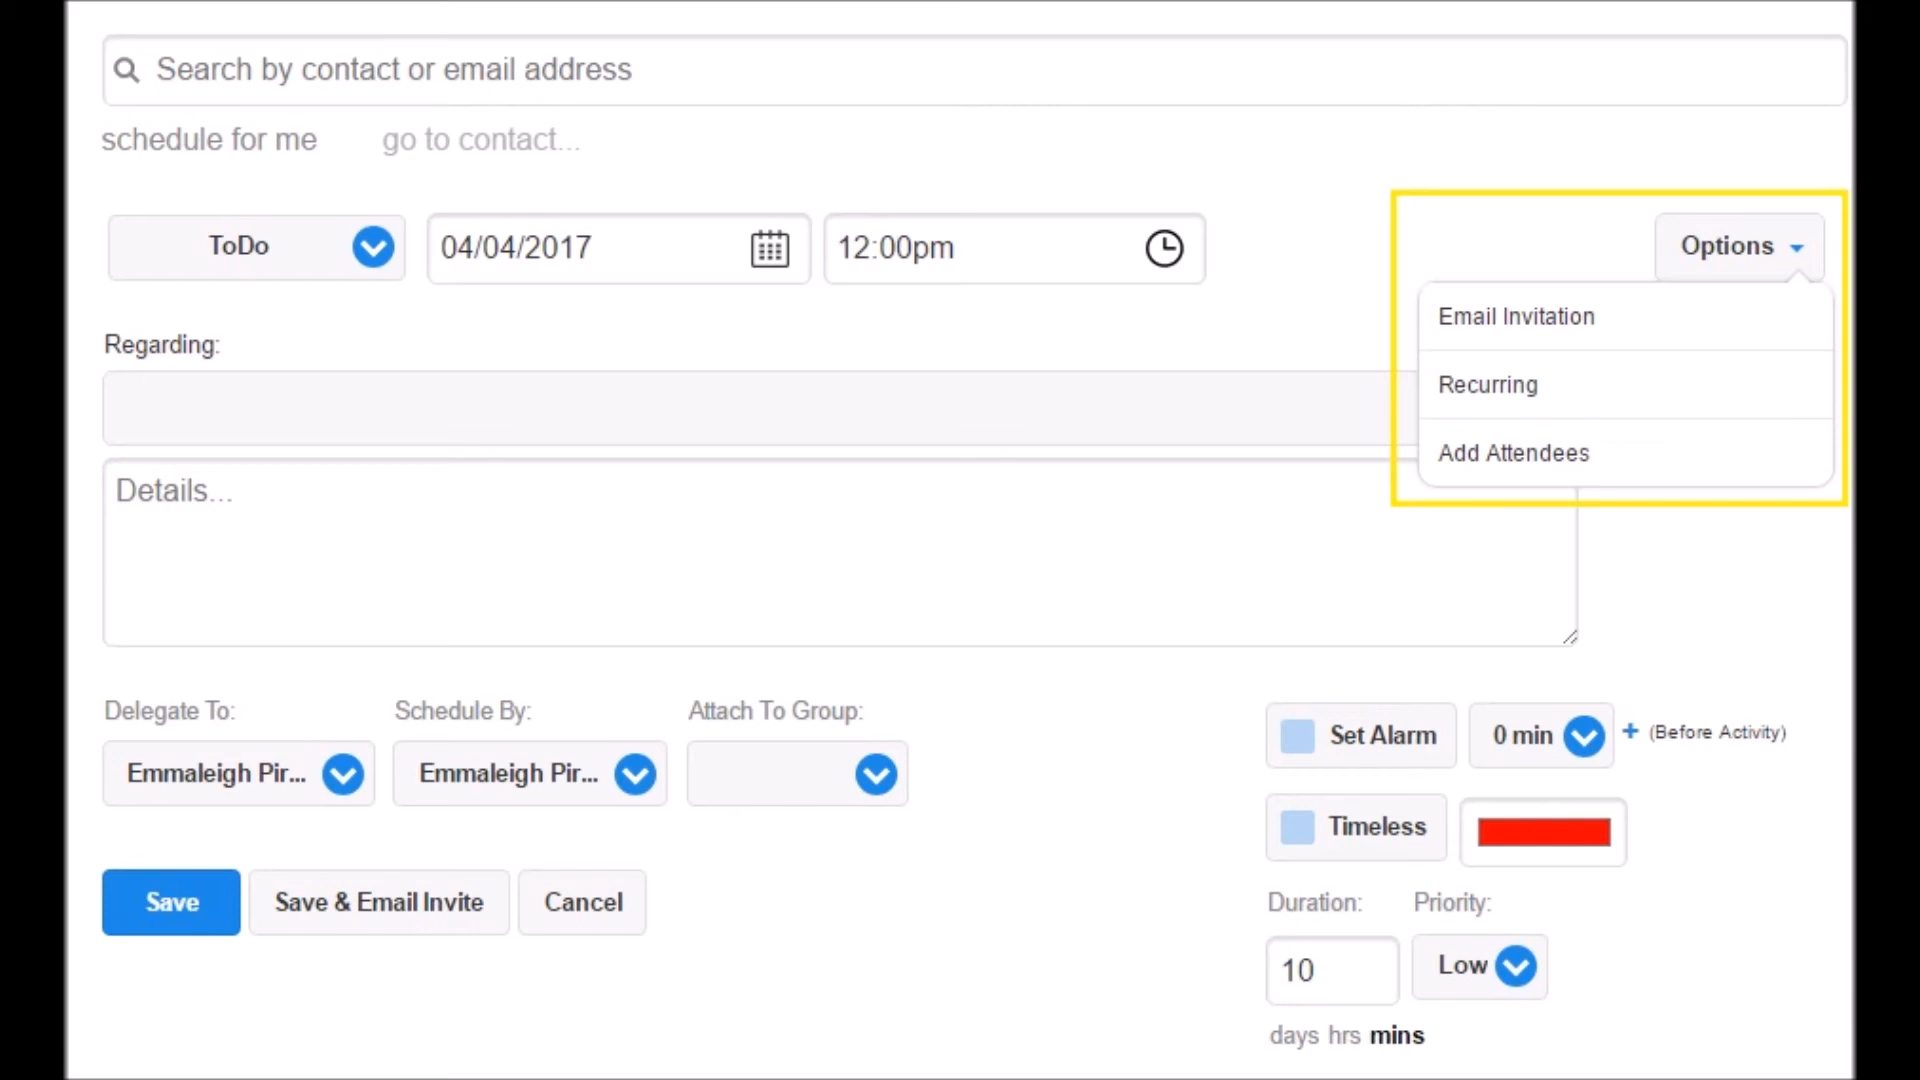 Search by contact or email address
schedule for me go to contact...
ToDo 04/04/2017 12:00pm Options
Email Invitation
Recurring
Add Attendees
Regarding:
Details...
Delegate To: Schedule By: Attach To Group:
Emmaleigh Pir... Emmaleigh Pir...
Set Alarm 0 min + (Before Activity)
Timeless
Save Save & Email Invite Cancel
Duration: Priority:
10 Low
days hrs mins